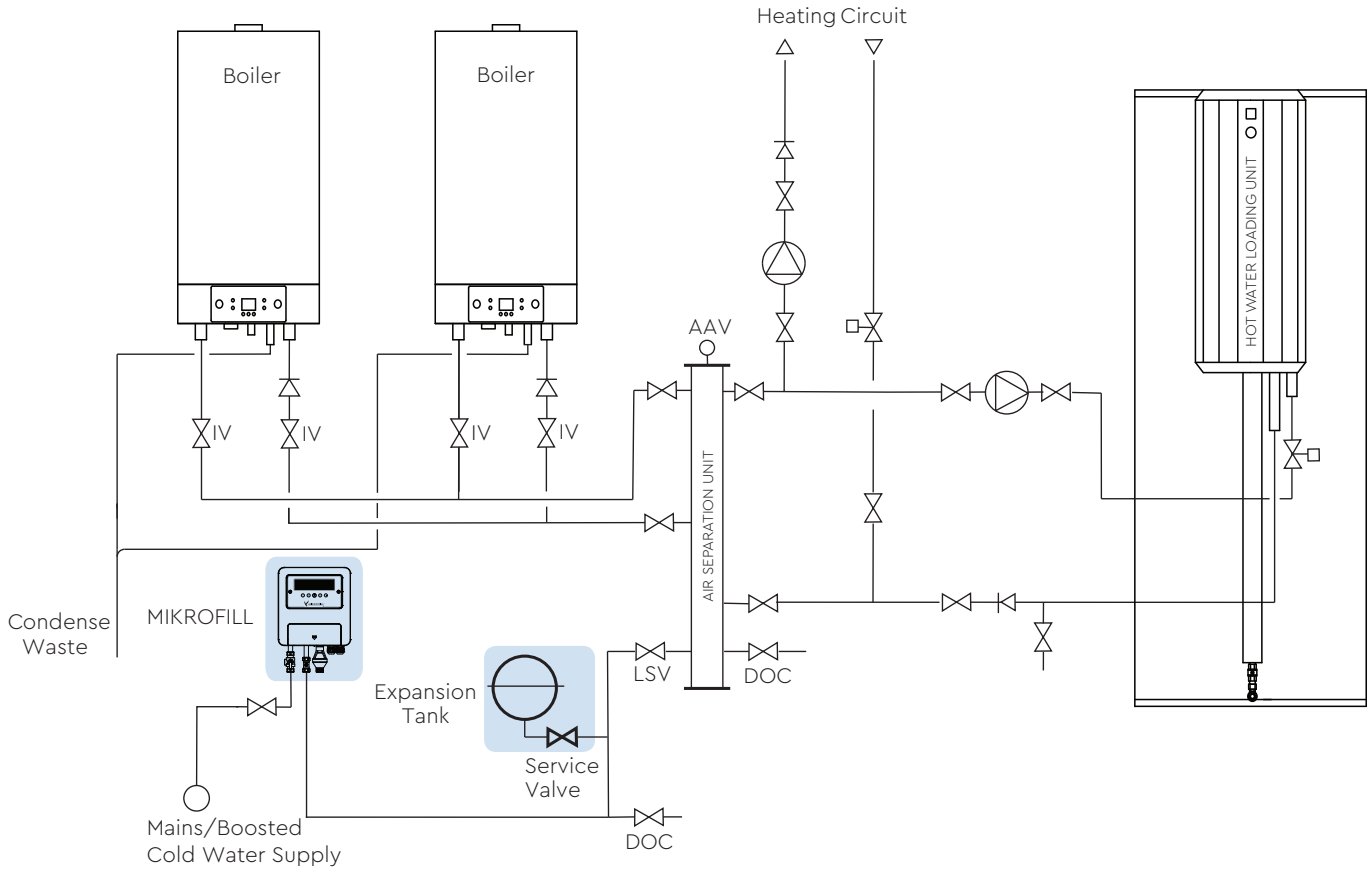 Heating Circuit
Boiler
Boiler
HOT WATER LOADING UNIT
AAV
IV
IV
IV
IV
AIR SEPARATION UNIT
MIKROFILL
Condense
Waste
LSV
DOC
Expansion
Tank
Service
Valve
Mains/Boosted
Cold Water Supply
DOC